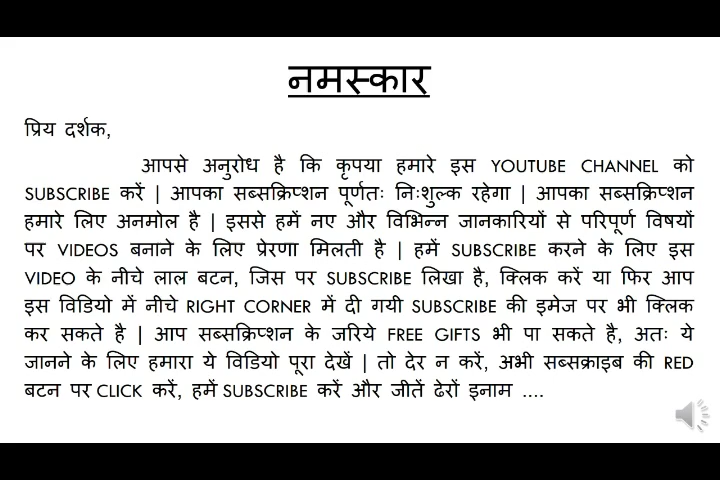 नमस्कार
प्रिय दर्शक,
आपसे अनुरोध है कि कृपया हमारे इस YOUTUBE CHANNEL को
SUBSCRIBE करें | आपका सब्सक्रिप्शन पूर्णतः निःशुल्क रहेगा | आपका सब्सक्रिप्शन
हमारे लिए अनमोल है | इससे हमें नए और विभिन्न जानकारियों से परिपूर्ण विषयों
पर VIDEOS बनाने के लिए प्रेरणा मिलती है | हमें SUBSCRIBE करने के लिए इस
VIDEO के नीचे लाल बटन, जिस पर SUBSCRIBE लिखा है, क्लिक करें या फिर आप
इस विडियो में नीचे RIGHT CORNER में दी गयी SUBSCRIBE की इमेज पर भी क्लिक
कर सकते है | आप सब्सक्रिप्शन के जरिये FREE GIFTS भी पा सकते है, अतः ये
जानने के लिए हमारा ये विडियो पूरा देखें | तो देर न करें, अभी सब्सक्राइब की RED
बटन पर CLICK करें, हमें SUBSCRIBE करें और जीतें ढेरों इनाम ....